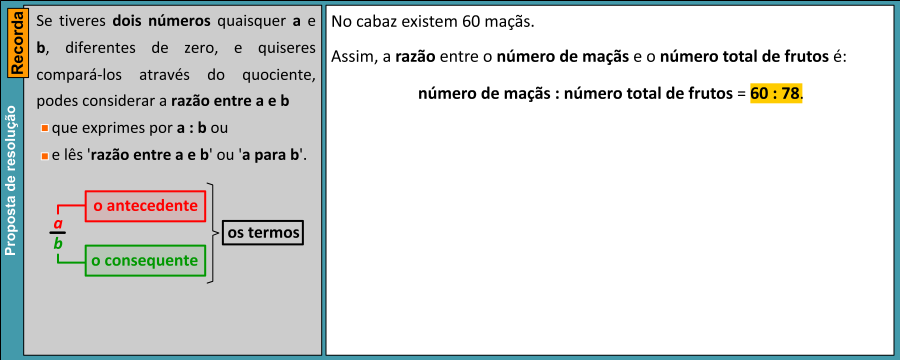 Proposta de resolução
Recorda
Se tiveres dois números quaisquer a e
b, diferentes de zero, e quiseres
compará-los através do quociente,
podes considerar a razão entre a e b
que exprimes por a : b ou
e lês 'razão entre a e b' ou 'a para b'.
o antecedente
a
b
os termos
o consequente
No cabaz existem 60 maçãs.
Assim, a razão entre o número de maçãs e o número total de frutos é:
número de maçãs : número total de frutos = 60 : 78.